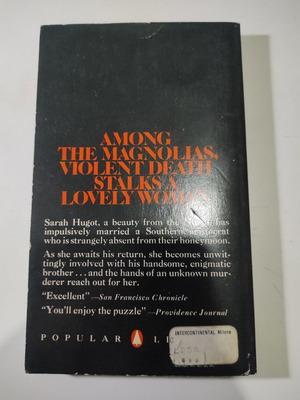 AMONG
THE MAGNOLIAS,
VIOLENT DEATH
STALKS A
LOVELY
Sarah Hugot, a beauty from the has
impulsively married a Southern aristocrat
who is strangely absent from their honeymoon.
As she awaits his return, she becomes unwit-
tingly involved with his handsome, enigmatic
brother . . . and the hands of an unknown mur-
derer reach out for her.
“Excellent” —San Francisco Chronicle
“You'll enjoy the puzzle” —Providence Journal
POPULAR LI
INTERCONTINENTAL Milano